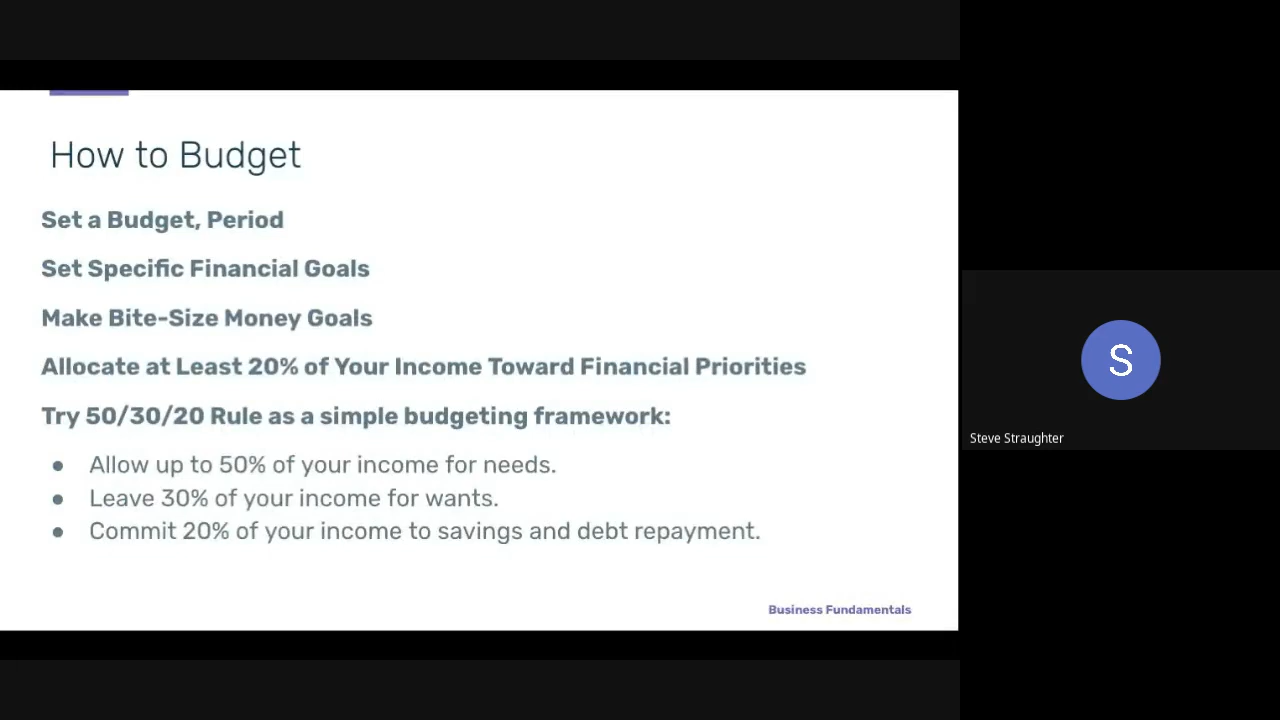 How to Budget
Set a Budget, Period
Set Specific Financial Goals
Make Bite-Size Money Goals
Allocate at Least 20% of Your Income Toward Financial Priorities
Try 50/30/20 Rule as a simple budgeting framework:
● Allow up to 50% of your income for needs.
● Leave 30% of your income for wants.
● Commit 20% of your income to savings and debt repayment.
Business Fundamentals
S
Steve Straughter